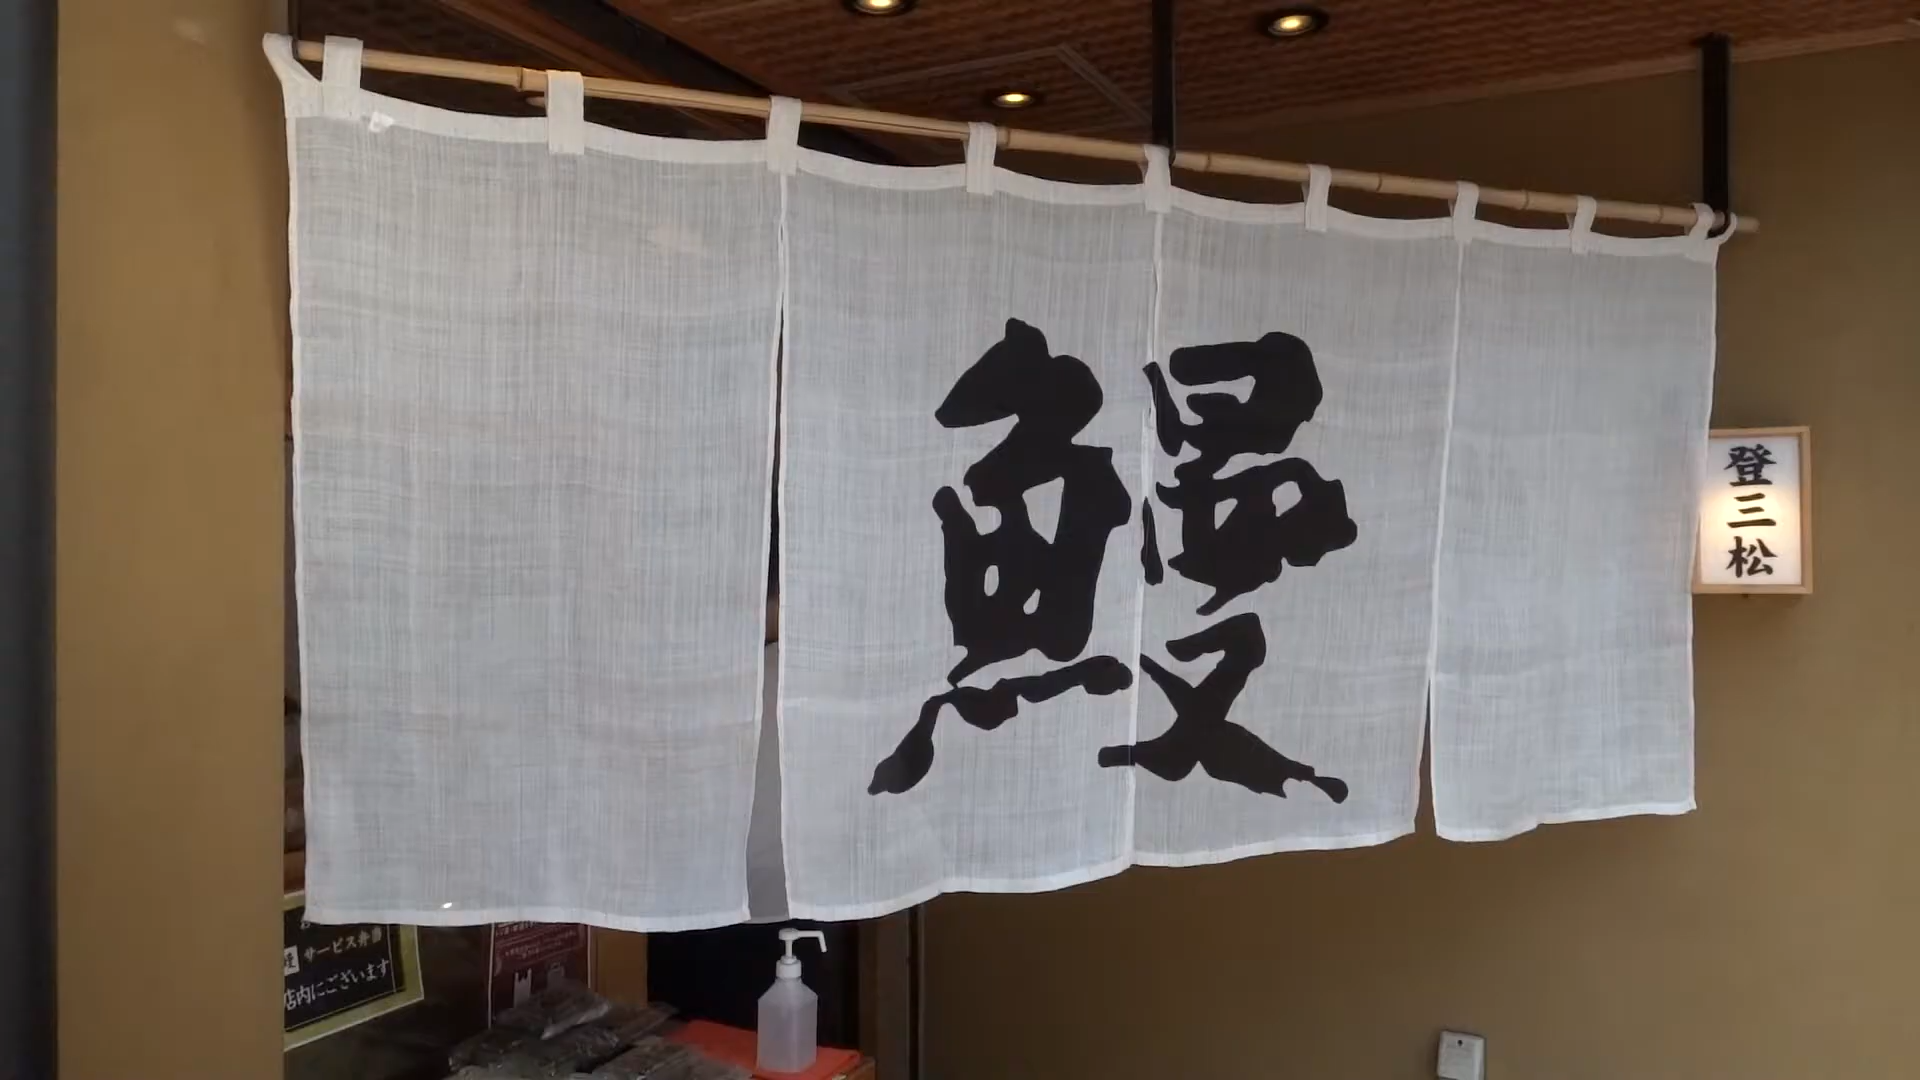 鰻
登三松
サービス弁当
店内にございます